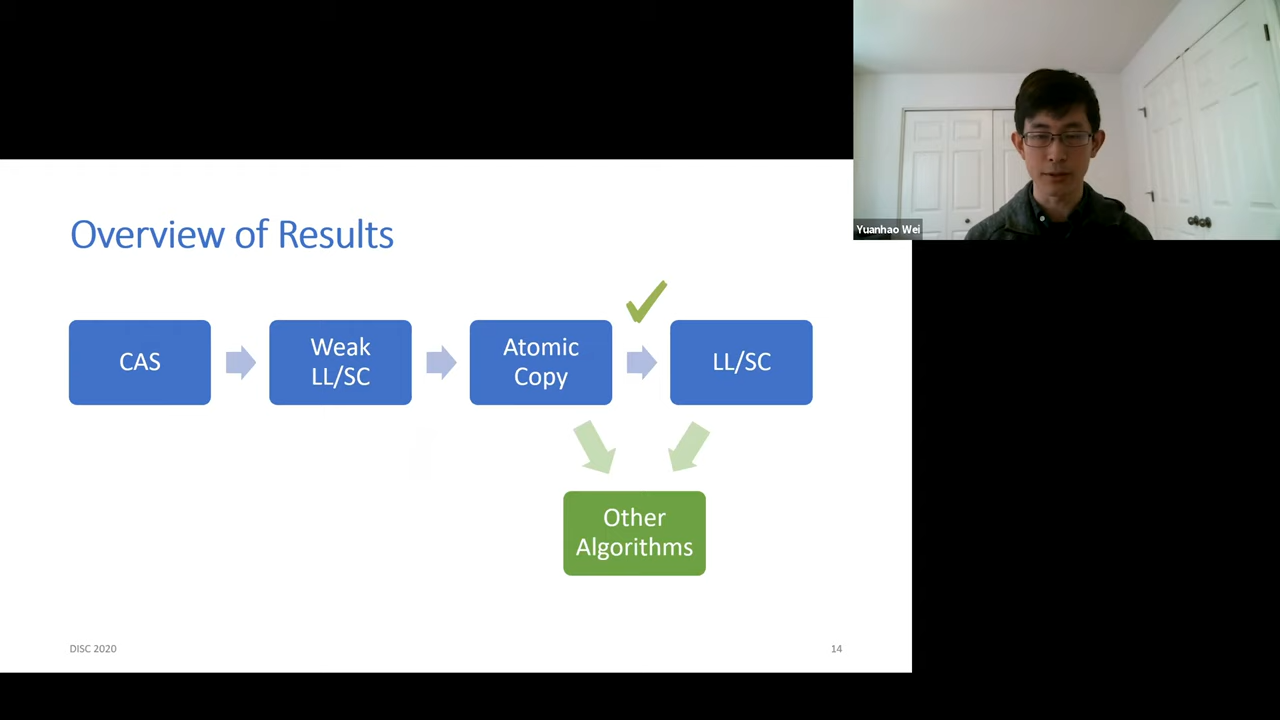 Yuanhao Wei
Overview of Results
CAS
Weak
LL/SC
Atomic
Copy
LL/SC
Other
Algorithms
DISC 2020
14